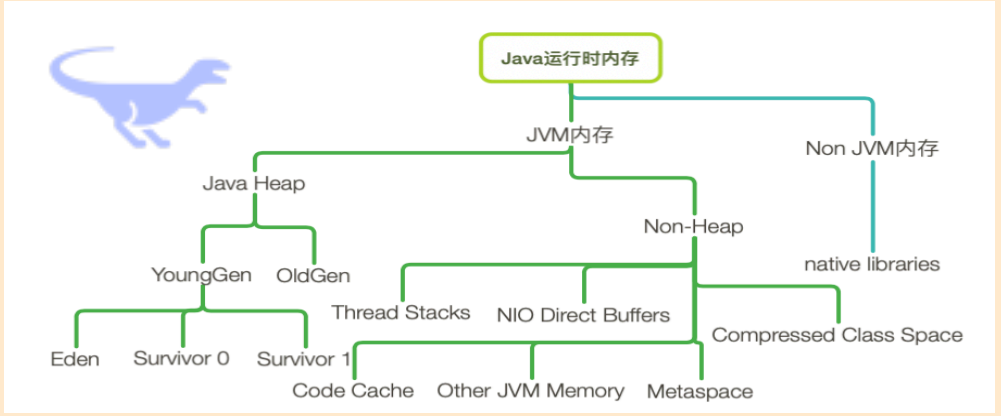 Java运行时内存
JVM内存
Non JVM内存
Java Heap
Non-Heap
YoungGen
OldGen
native libraries
Thread Stacks
NIO Direct Buffers
Compressed Class Space
Eden
Survivor 0
Survivor 1
Code Cache
Other JVM Memory
Metaspace